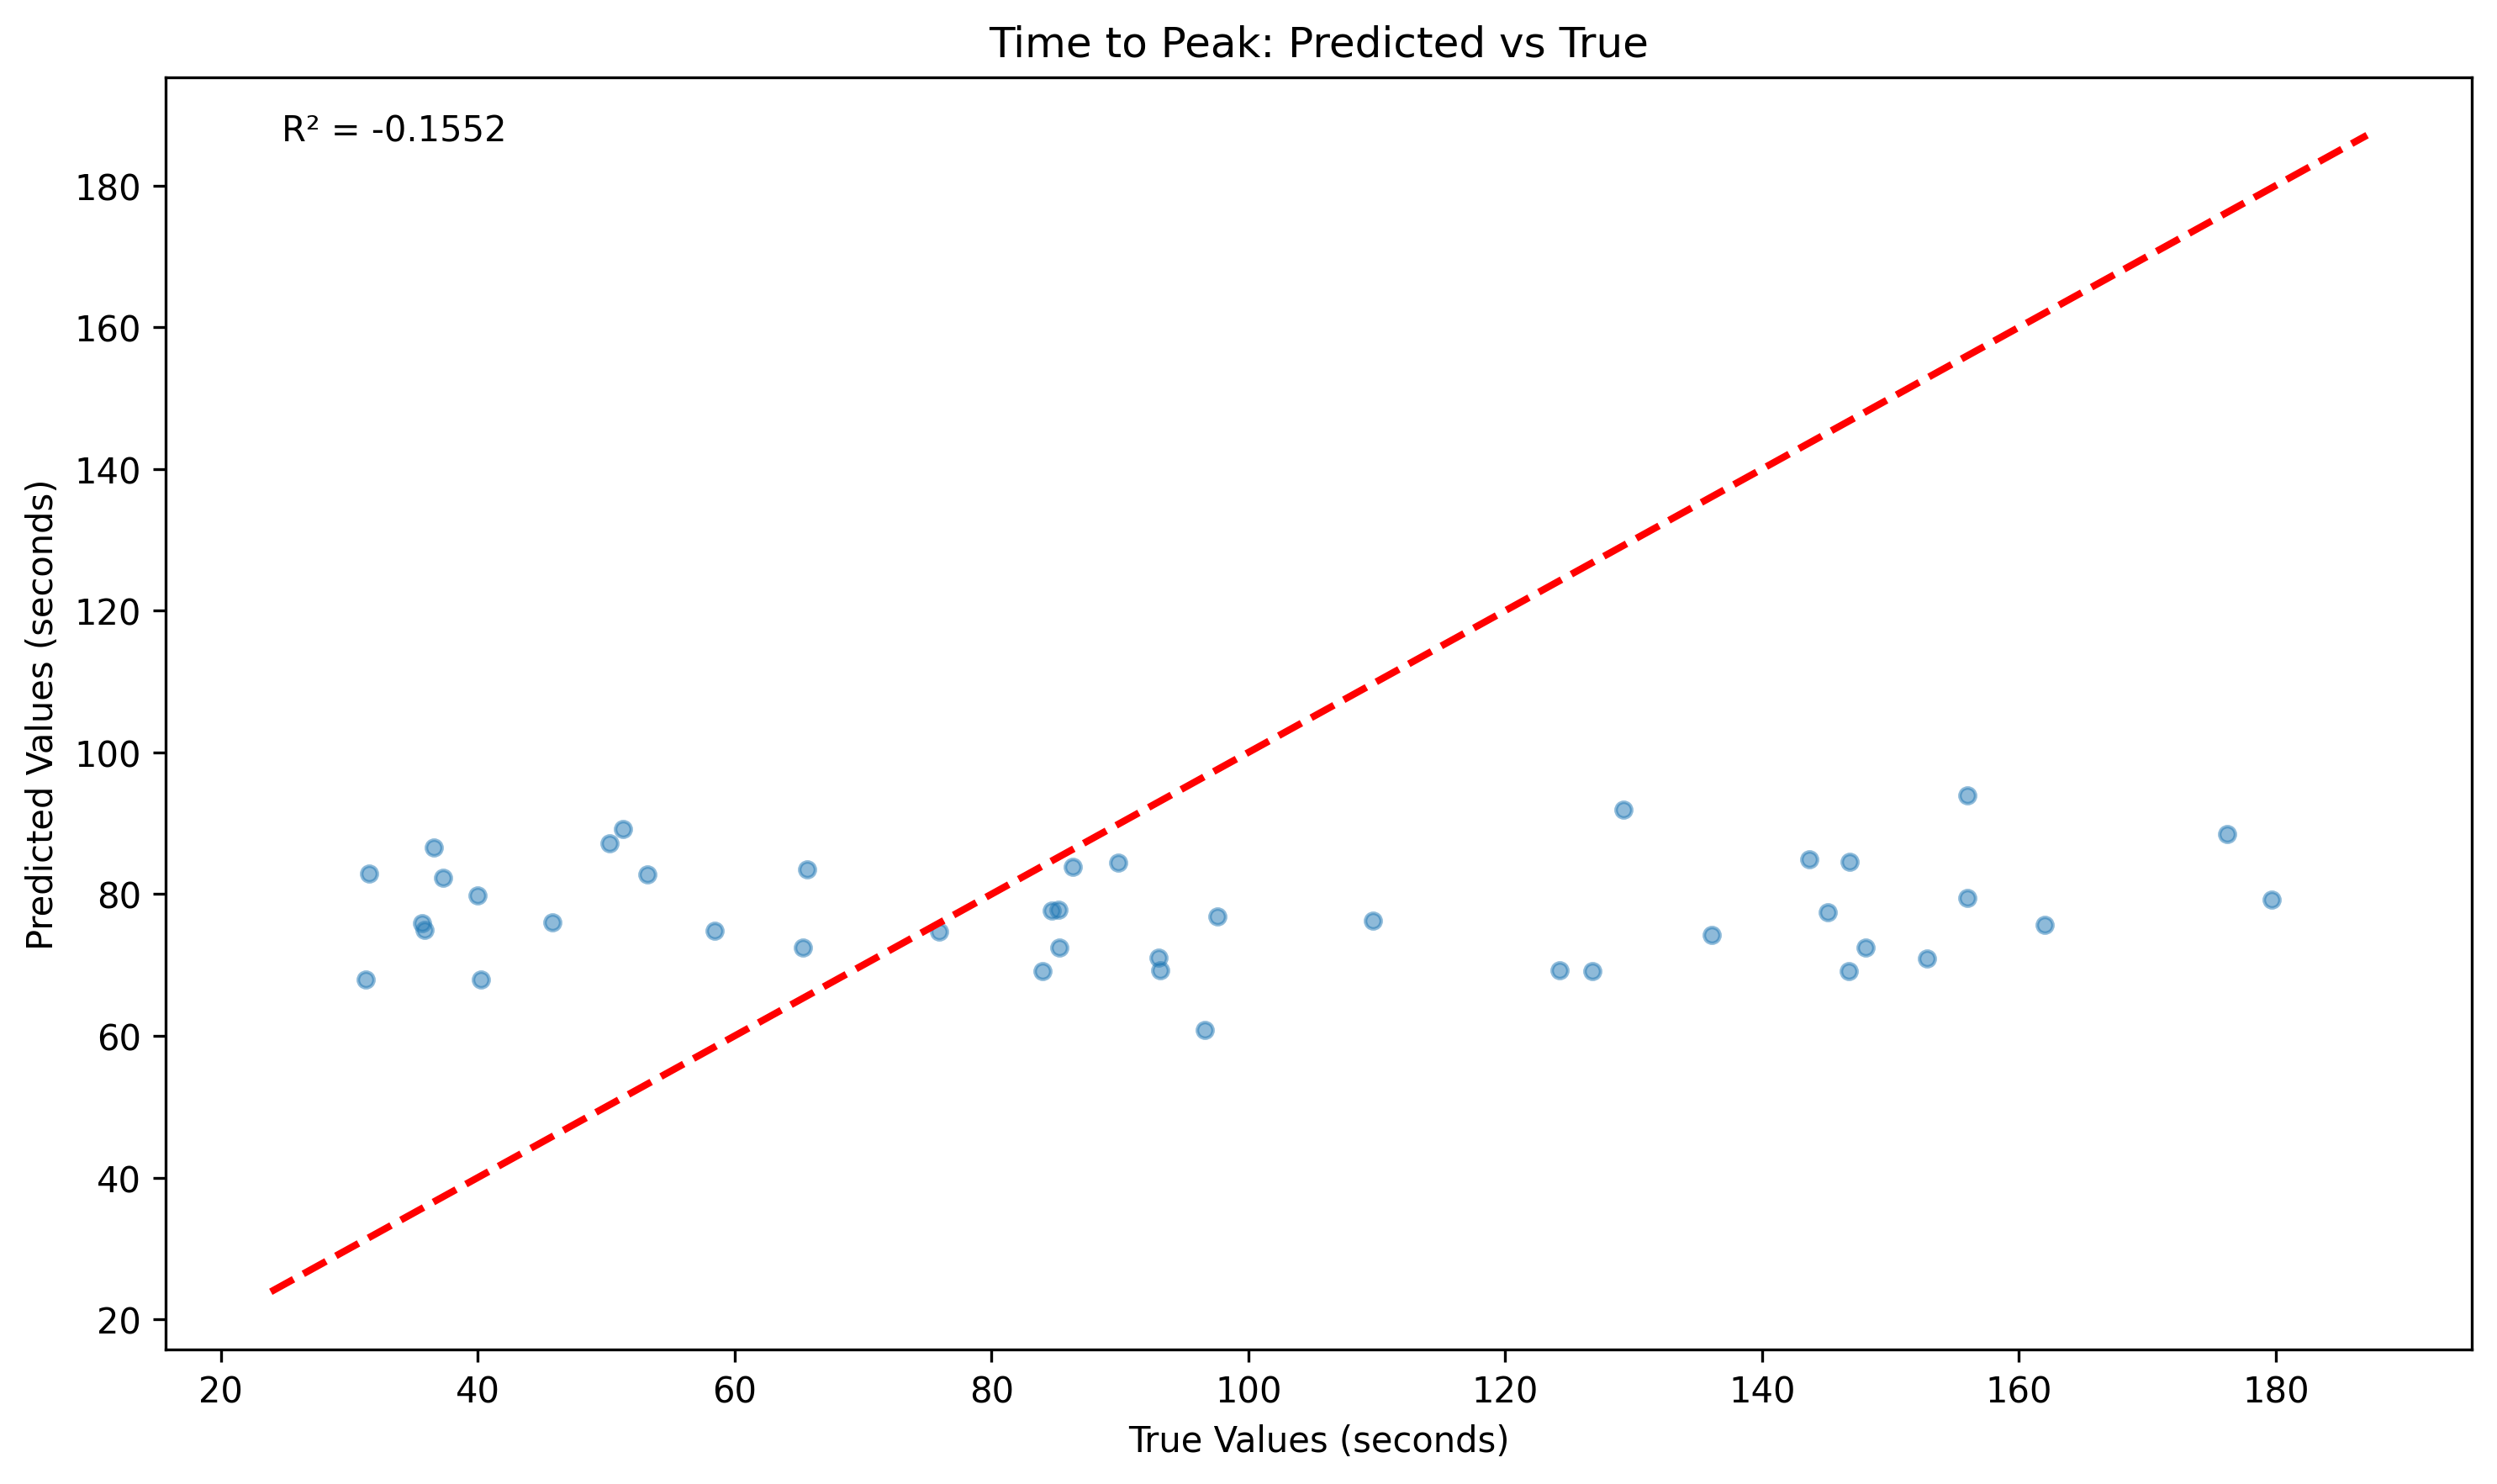 Time to Peak: Predicted vs True
R² = -0.1552
180
160
140
120
100
80
60
40
20
Predicted Values (seconds)
20 40 60 80 100 120 140 160 180
True Values (seconds)